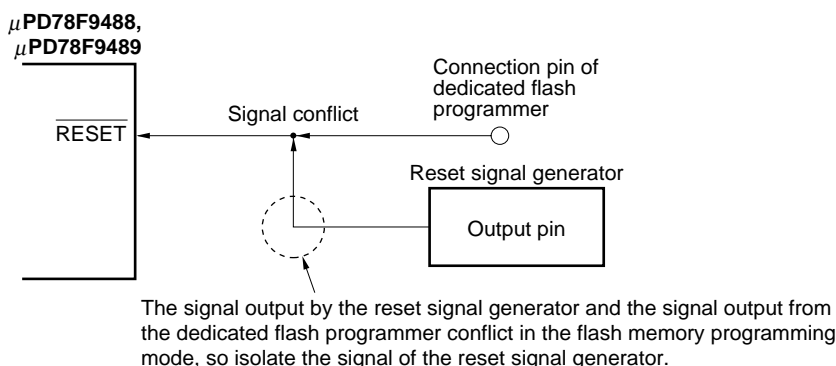 μPD78F9488,
μPD78F9489
Connection pin of
dedicated flash
programmer
Signal conflict
RESET
Reset signal generator
Output pin
The signal output by the reset signal generator and the signal output from
the dedicated flash programmer conflict in the flash memory programming
mode, so isolate the signal of the reset signal generator.